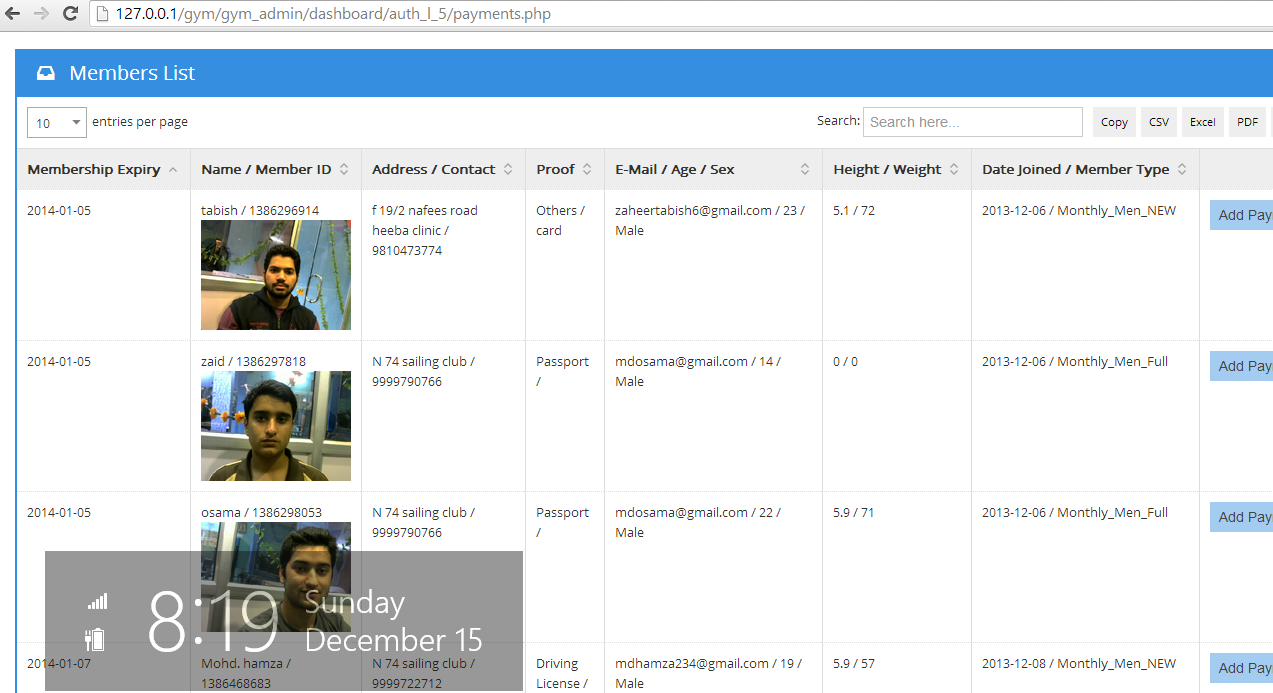 127.0.0.1/gym/gym_admin/dashboard/auth_l_5/payments.php
Members List
10 entries per page Search: Search here... Copy CSV Excel PDF
Membership Expiry Name / Member ID Address / Contact Proof E-Mail / Age / Sex Height / Weight Date Joined / Member Type
2014-01-05 tabish / 1386296914 f 19/2 nafees road Others / zaheertabish6@gmail.com / 23 / 5.1 / 72 2013-12-06 / Monthly_Men_NEW Add Pay
heeba clinic / card Male
9810473774
2014-01-05 zaid / 1386297818 N 74 sailing club / Passport mdosama@gmail.com / 14 / 0 / 0 2013-12-06 / Monthly_Men_Full Add Pay
9999790766 / Male
2014-01-05 osama / 1386298053 N 74 sailing club / Passport mdosama@gmail.com / 22 / 5.9 / 71 2013-12-06 / Monthly_Men_Full Add Pay
9999790766 / Male
8:19 Sunday
December 15
2014-01-07 Mohd. hamza / N 74 sailing club / Driving mdhamza234@gmail.com / 19 / 5.9 / 57 2013-12-08 / Monthly_Men_NEW Add Pay
1386468683 9999722712 License / Male